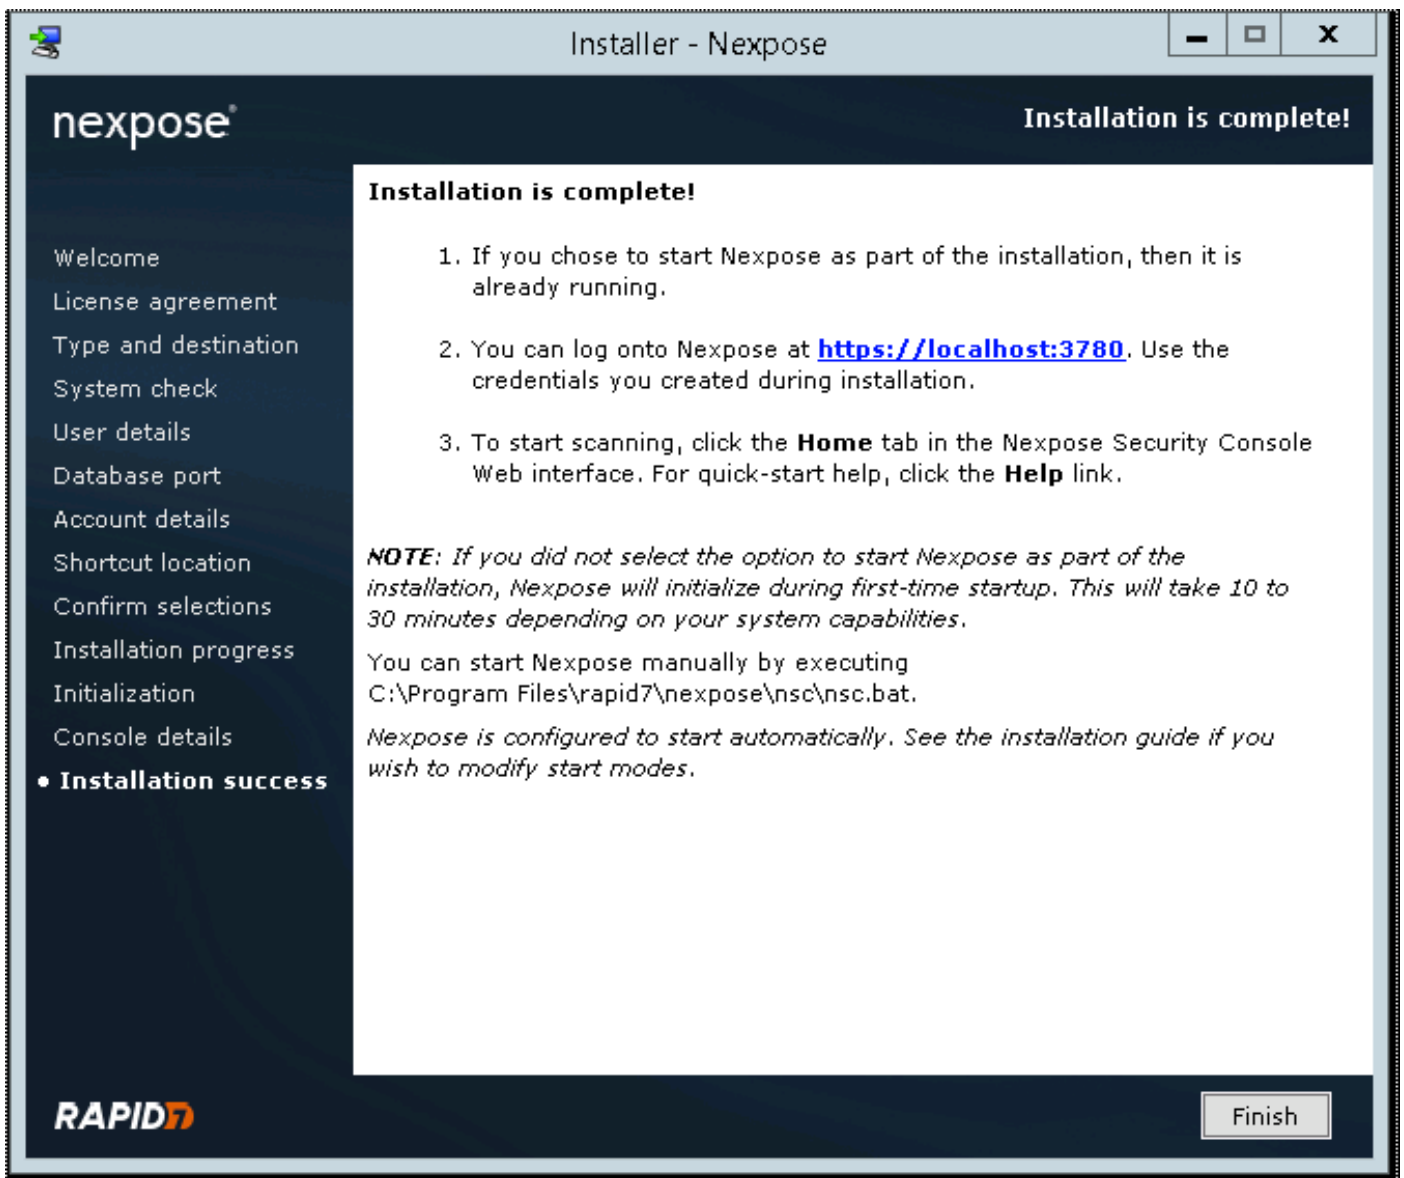 Installer - Nexpose
nexpose®
Installation is complete!
Welcome
License agreement
Type and destination
System check
User details
Database port
Account details
Shortcut location
Confirm selections
Installation progress
Initialization
Console details
• Installation success
Installation is complete!
1. If you chose to start Nexpose as part of the installation, then it is
already running.
2. You can log onto Nexpose at https://localhost:3780. Use the
credentials you created during installation.
3. To start scanning, click the Home tab in the Nexpose Security Console
Web interface. For quick-start help, click the Help link.
NOTE: If you did not select the option to start Nexpose as part of the
installation, Nexpose will initialize during first-time startup. This will take 10 to
30 minutes depending on your system capabilities.
You can start Nexpose manually by executing
C:\Program Files\rapid7\nexpose\nsc\nsc.bat.
Nexpose is configured to start automatically. See the installation guide if you
wish to modify start modes.
RAPID7
Finish